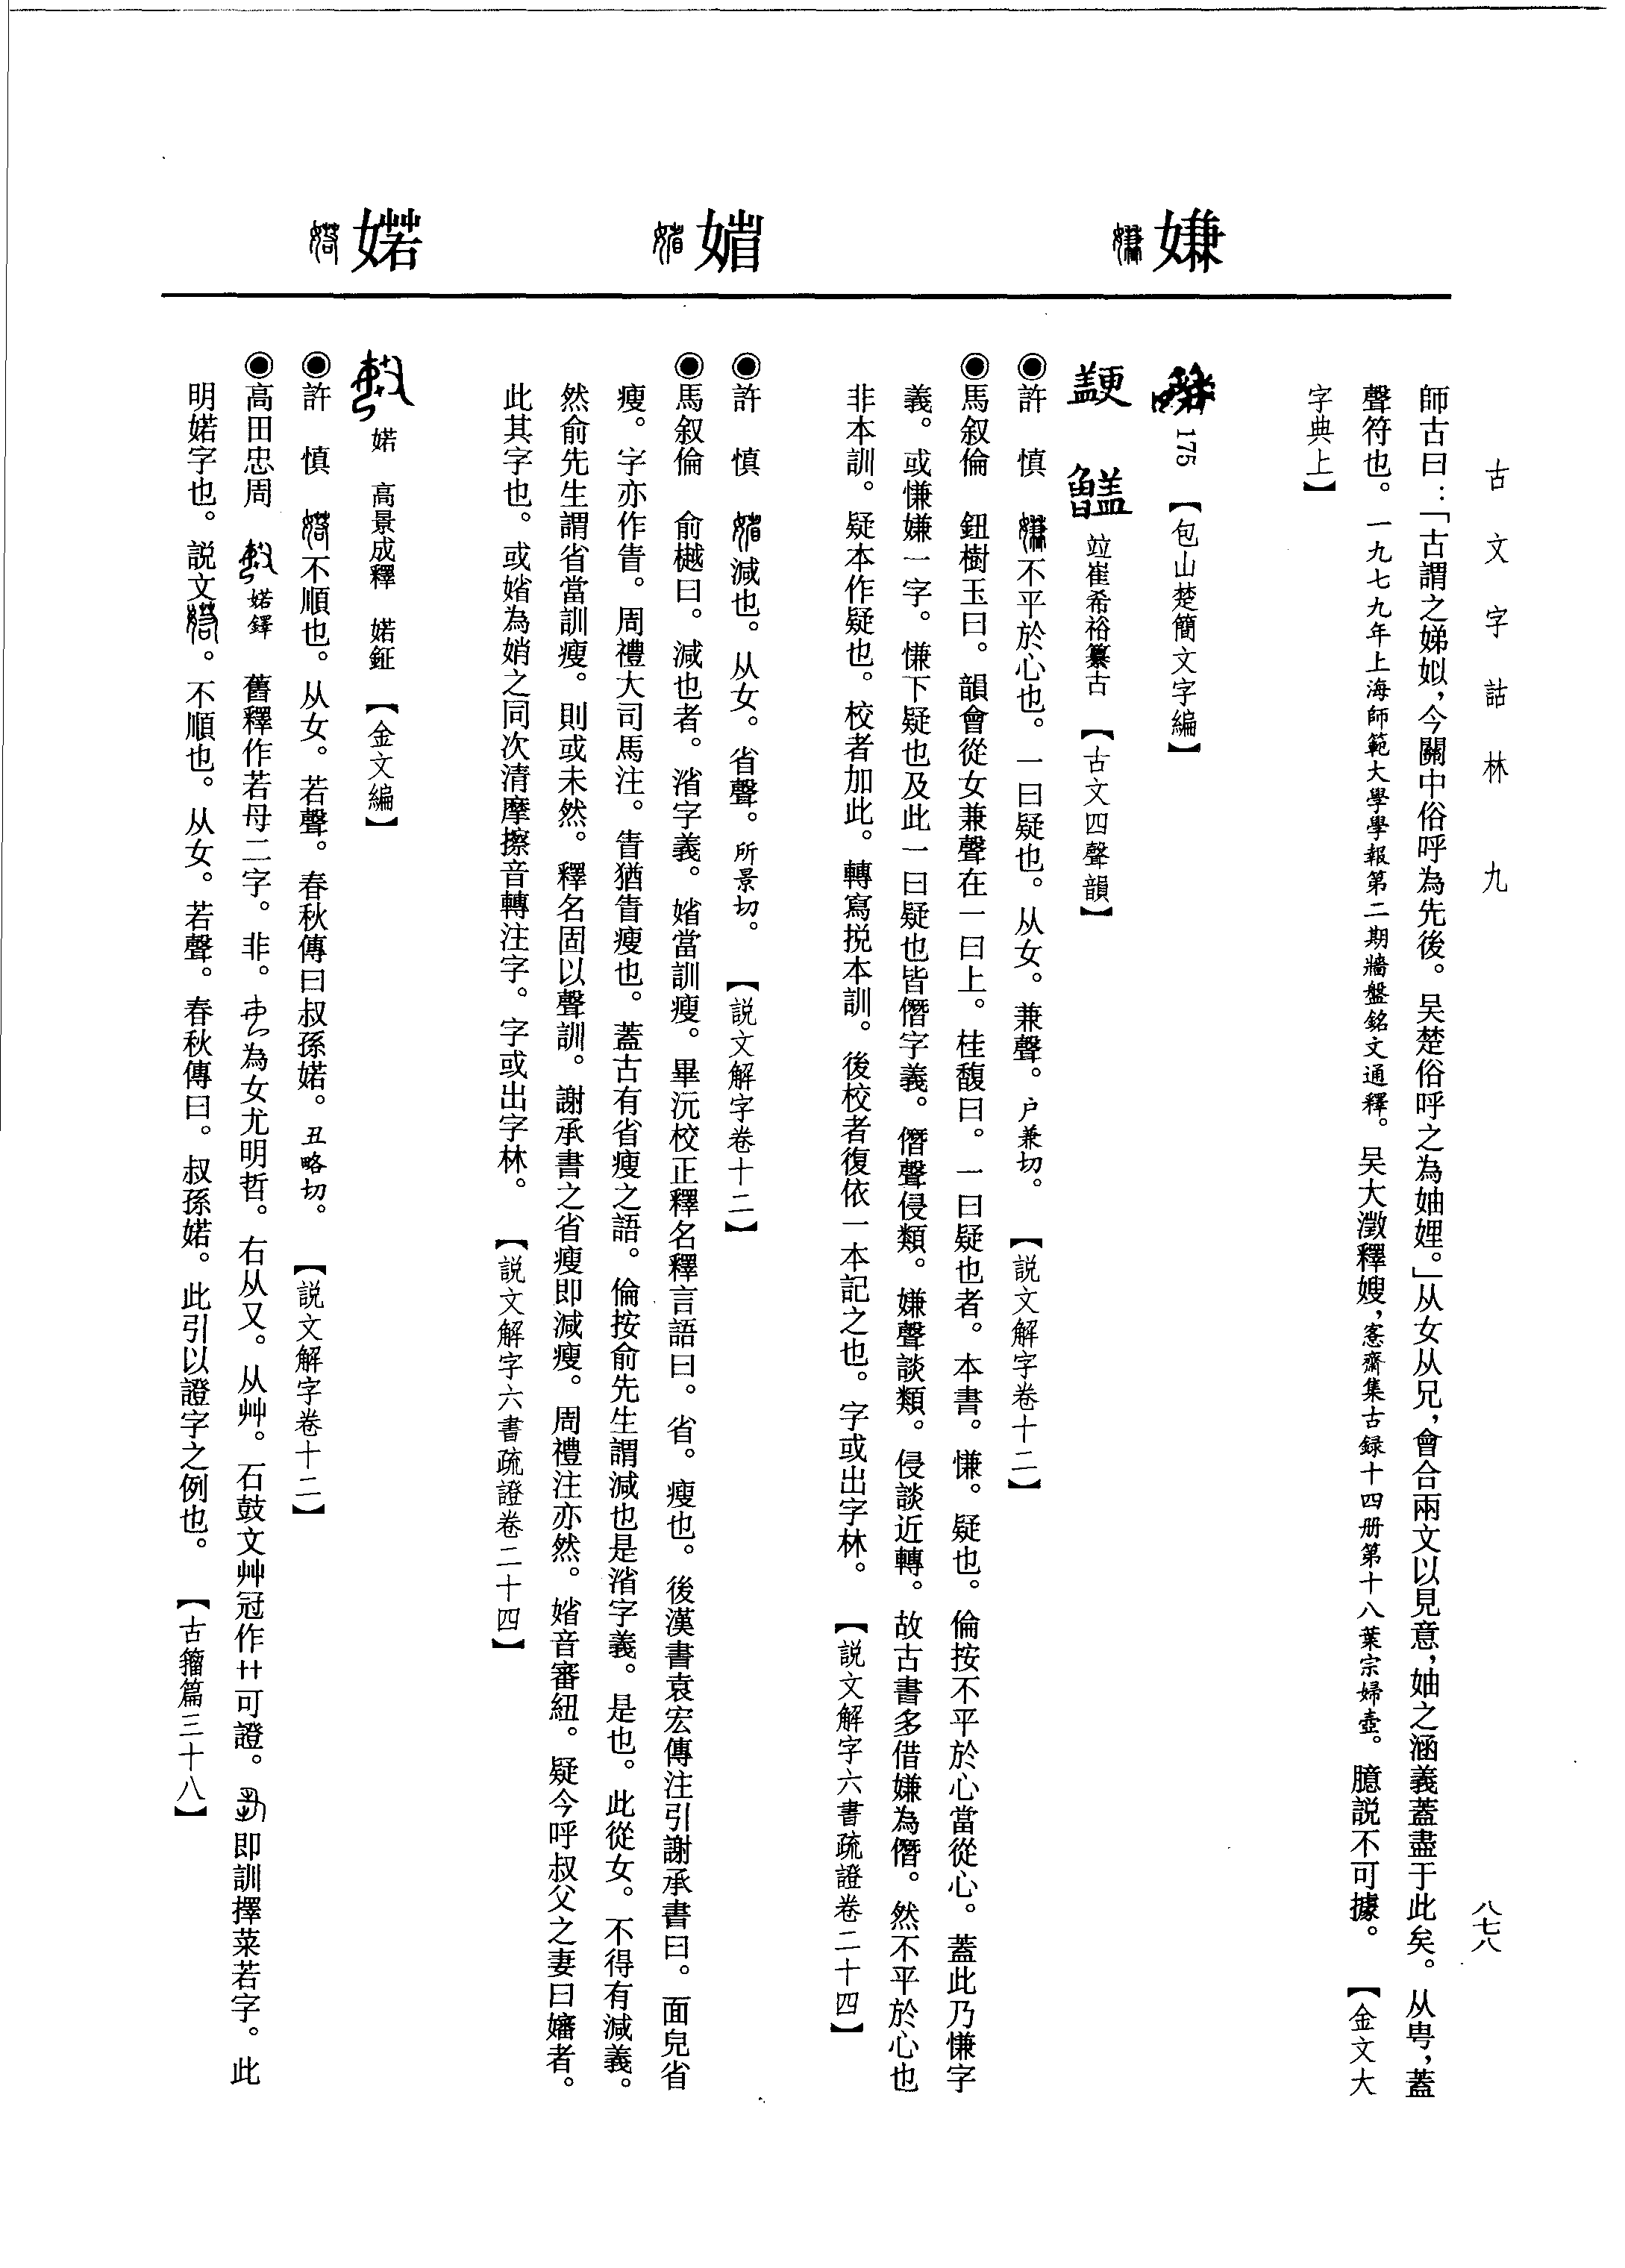 古文字詁林　九
八七八
嫌
媘
婼
師古曰：「古謂之娣姒，今關中俗呼為先後。吴楚俗呼之為妯娌。」从女从兄，會合兩文以見意，妯之涵義蓋盡于此矣。从甹，蓋
聲符也。一九七九年上海師範大學學報第二期牆盤銘文通釋。吴大澂釋嫂，愙齋集古録十四册第十八葉宗婦壺。臆説不可據。【金文大
字典上】
175【包山楚簡文字編】
竝崔希裕纂古【古文四聲韻】
◉許　慎　不平於心也。一曰疑也。从女。兼聲。户兼切。【説文解字卷十二】
◉馬叙倫　鈕樹玉曰。韻會從女兼聲在一曰上。桂馥曰。一曰疑也者。本書。慊。疑也。倫按不平於心當從心。蓋此乃慊字
義。或慊嫌一字。慊下疑也及此一曰疑也皆僭字義。僭聲侵類。嫌聲談類。侵談近轉。故古書多借嫌為僭。然不平於心也
非本訓。疑本作疑也。校者加此。轉寫挩本訓。後校者復依一本記之也。字或出字林。【説文解字六書疏證卷二十四】
◉許　慎　減也。从女。省聲。所景切。【説文解字卷十二】
◉馬叙倫　俞樾曰。減也者。渻字義。媘當訓瘦。畢沅校正釋名釋言語曰。省。瘦也。後漢書袁宏傳注引謝承書曰。面皃省
瘦。字亦作眚。周禮大司馬注。眚猶眚瘦也。蓋古有省瘦之語。倫按俞先生謂減也是渻字義。是也。此從女。不得有減義。
然俞先生謂省當訓瘦。則或未然。釋名固以聲訓。謝承書之省瘦即減瘦。周禮注亦然。媘音審紐。疑今呼叔父之妻曰嬸者。
此其字也。或媘為娋之同次清摩擦音轉注字。字或出字林。【説文解字六書疏證卷二十四】
婼　高景成釋　婼鉦【金文編】
◉許　慎　不順也。从女。若聲。春秋傳曰叔孫婼。丑略切。【説文解字卷十二】
◉高田忠周　婼鐸　舊釋作若母二字。非。為女尤明哲。右从又。从艸。石鼓文艸冠作艹可證。即訓擇菜若字。此
明婼字也。説文。不順也。从女。若聲。春秋傳曰。叔孫婼。此引以證字之例也。【古籀篇三十八】